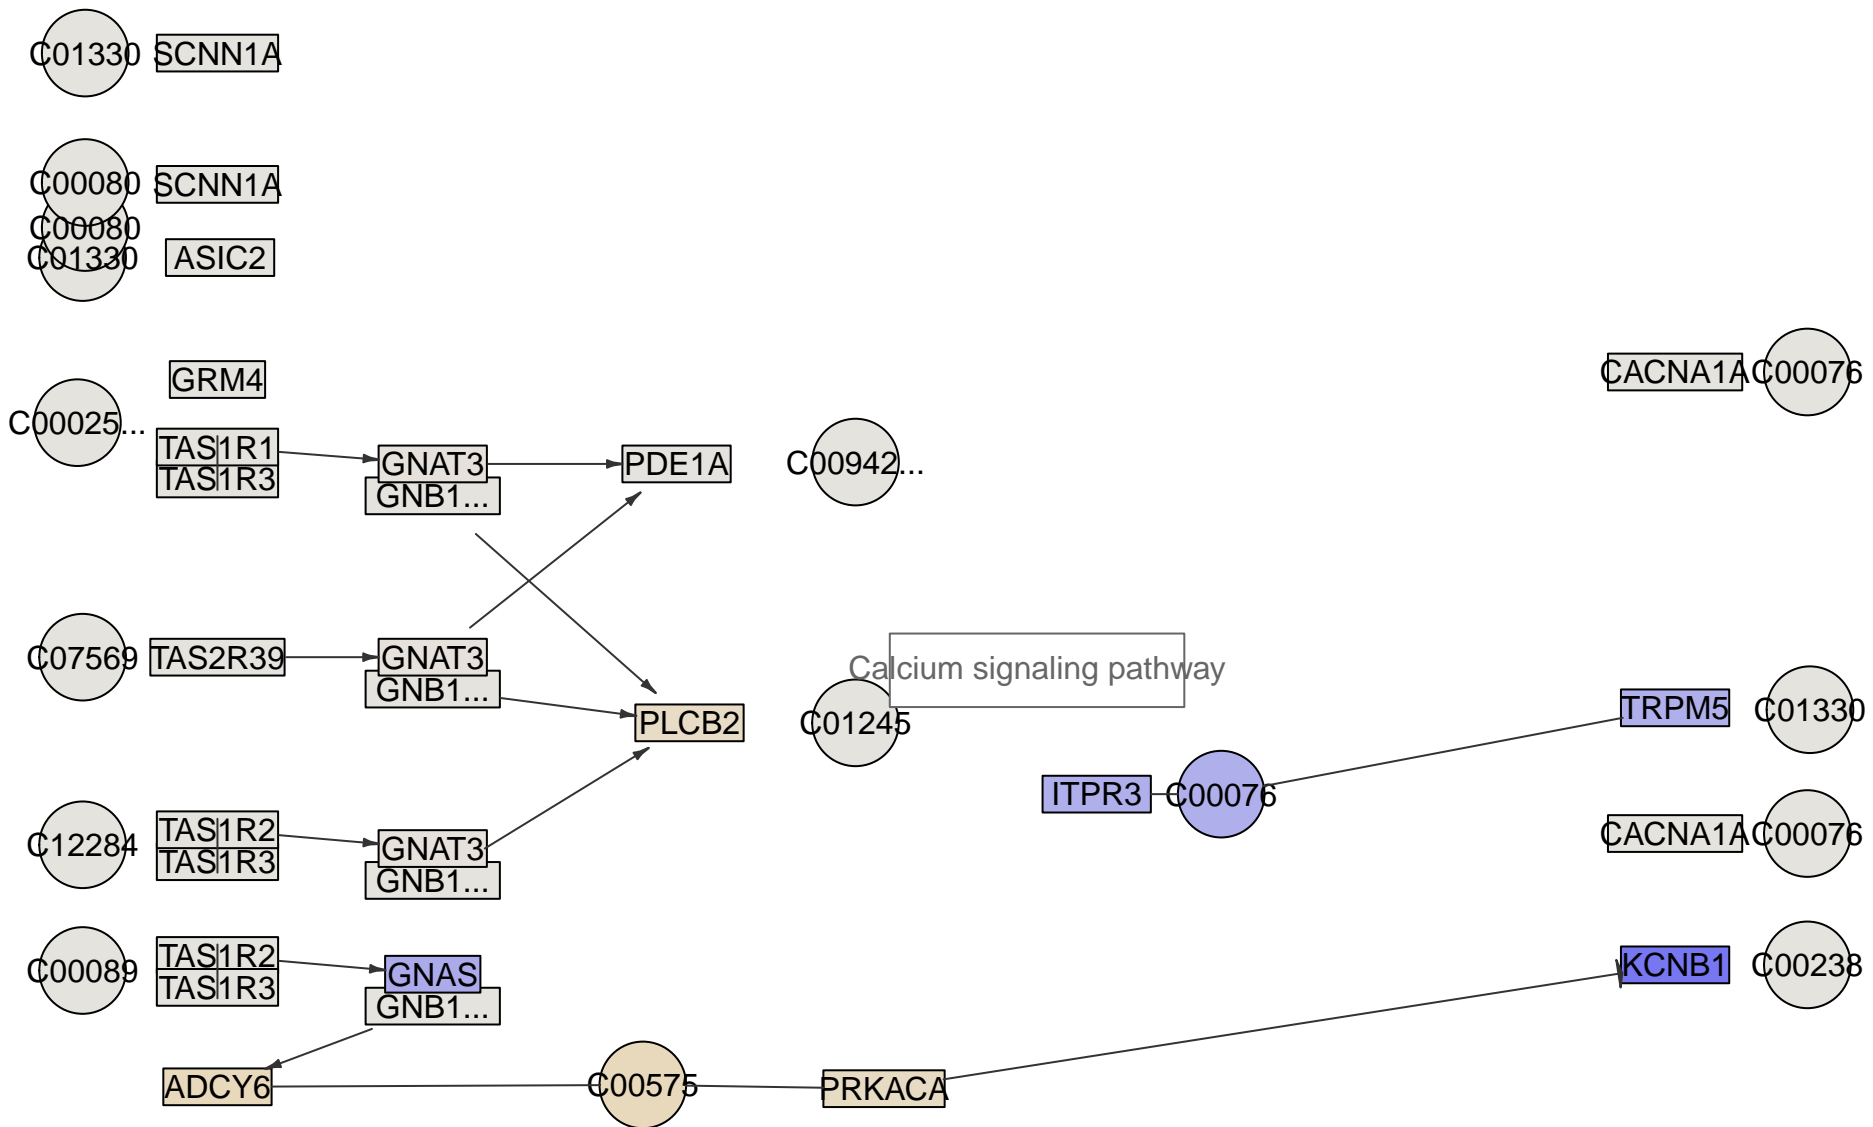 C01330 SCNN1A
C00080 SCNN1A
C00080
C01330 ASIC2
GRM4
CACNA1A C00076
C00025...
TAS1R1
GNAT3 PDE1A C00942...
TAS1R3
GNB1...
C07569 TAS2R39 GNAT3
Calcium signaling pathway
GNB1...
PLCB2 C01245
TRPM5 C01330
ITPR3 C00076
TAS1R2
C12284 GNAT3
CACNA1A C00076
TAS1R3
GNB1...
TAS1R2
C00089 GNAS
KCNB1 C00238
TAS1R3
GNB1...
ADCY6 C00575 PRKACA